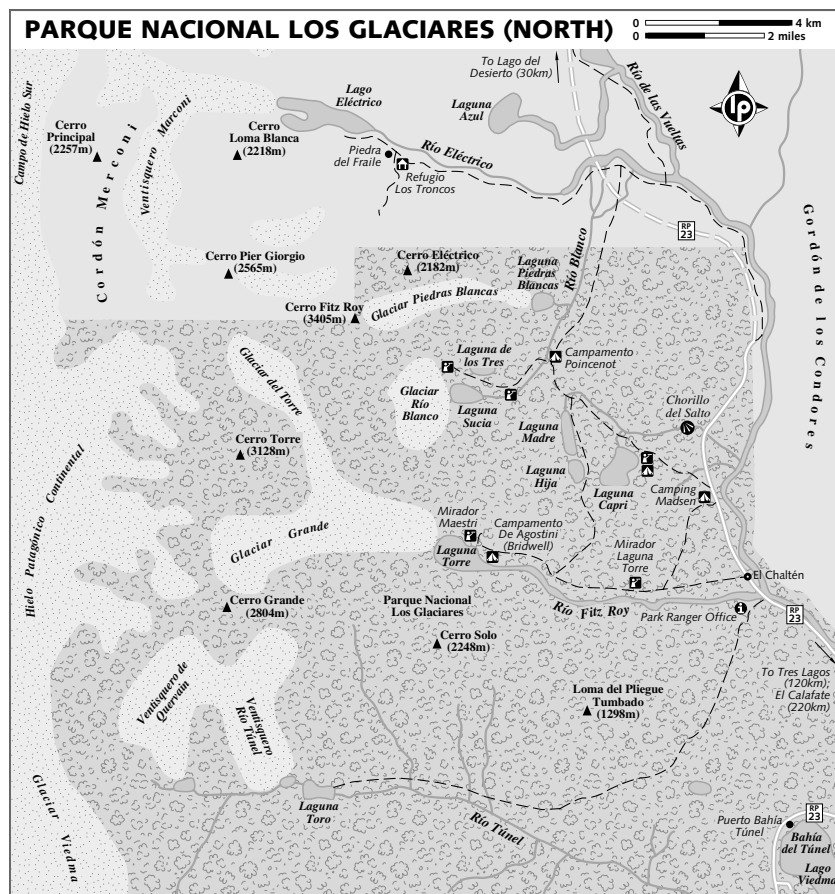 PARQUE NACIONAL LOS GLACIARES (NORTH)
0 4 km
0 2 miles
To Lago del
Desierto (30km)
Río de las Vueltas
lp
Lago
Eléctrico
Laguna
Azul
Campo de Hielo Sur
Cerro
Principal
(2257m)
Cordón Merconi
Ventisquero Marconi
Cerro
Loma Blanca
(2218m)
Piedra
del Fraile
Río Eléctrico
Refugio
Los Troncos
RP
23
Gordón de los Condores
Cerro Pier Giorgio
(2565m)
Cerro Eléctrico
(2182m)
Laguna
Piedras
Blancas
Río Blanco
Glaciar Piedras Blancas
Cerro Fitz Roy
(3405m)
Glaciar del Torre
Laguna de
los Tres
Campamento
Poincenot
Glaciar
Río
Blanco
Laguna
Sucia
Laguna
Madre
Chorillo
del Salto
Cerro Torre
(3128m)
Laguna
Hija
Laguna
Capri
Camping
Madsen
Hielo Patagónico Continental
Glaciar Grande
Mirador
Maestri
Campamento
De Agostini
(Bridwell)
Laguna
Torre
Mirador
Laguna
Torre
El Chaltén
Cerro Grande
(2804m)
Parque Nacional
Los Glaciares
Río Fitz Roy
Park Ranger Office
RP
23
Cerro Solo
(2248m)
To Tres Lagos
(120km);
El Calafate
(220km)
Ventisquero de
Quervain
Ventisquero
Río Túnel
Loma del Pliegue
Tumbado
(1298m)
Glaciar Viedma
Laguna
Toro
Río Túnel
RP
23
Puerto Bahía
Túnel
Bahía
del Túnel
Lago
Viedma